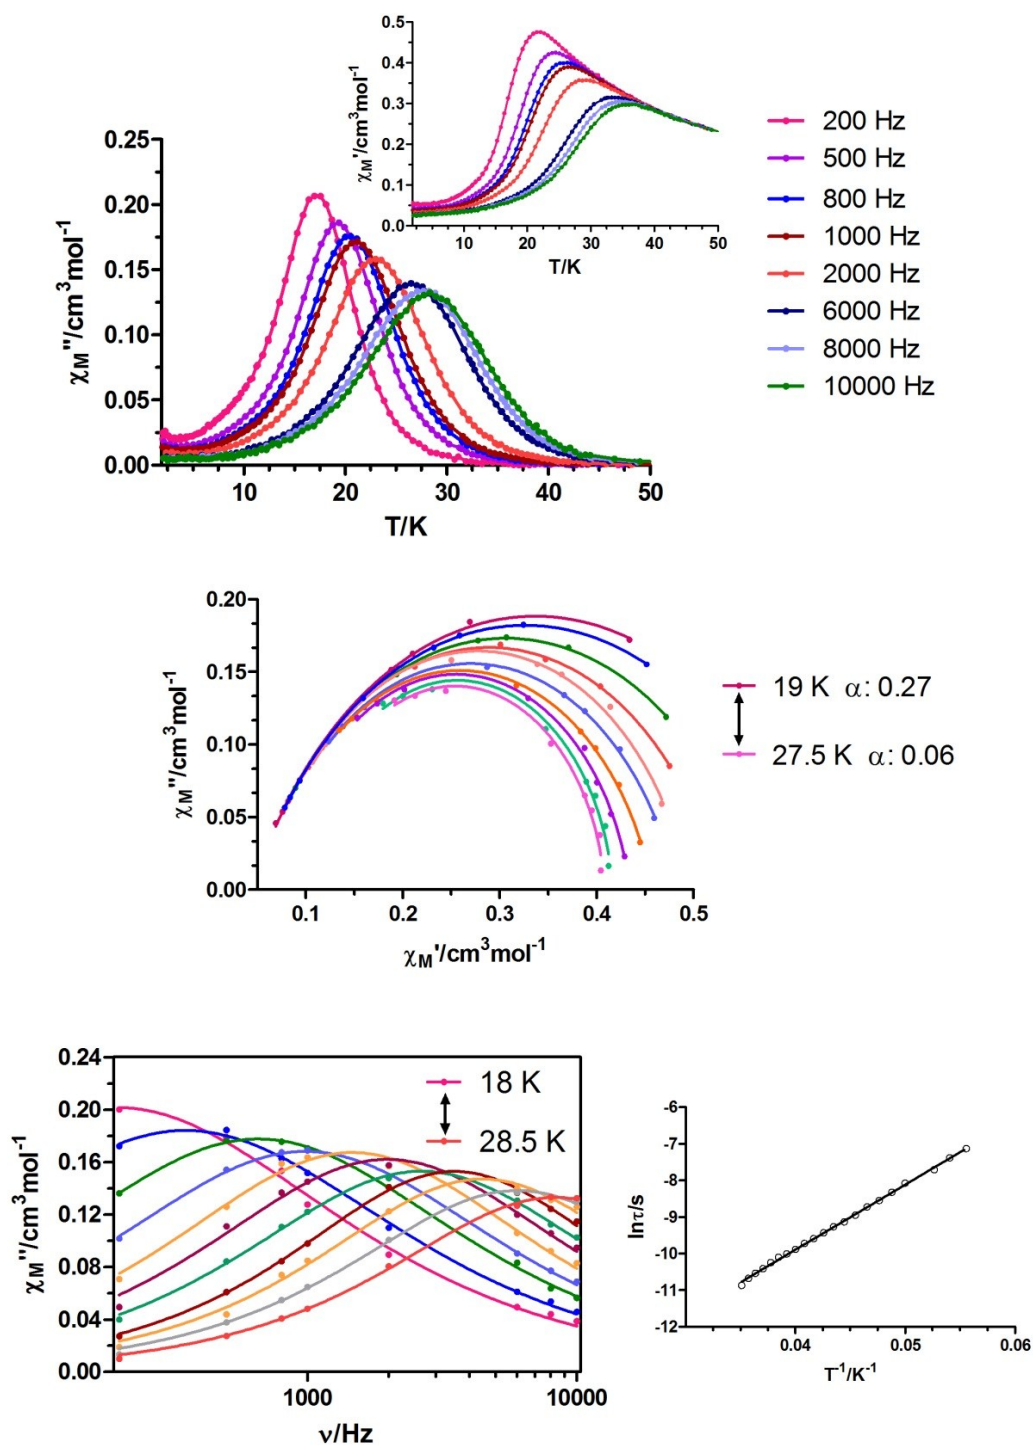 0.5
0.4
0.3
0.2
0.1
0.0
χM'/cm³mol⁻¹
10 20 30 40 50
T/K
200 Hz
500 Hz
800 Hz
1000 Hz
2000 Hz
6000 Hz
8000 Hz
10000 Hz
0.25
0.20
0.15
0.10
0.05
0.00
χM''/cm³mol⁻¹
10 20 30 40 50
T/K
0.20
0.15
0.10
0.05
0.00
χM''/cm³mol⁻¹
0.1 0.2 0.3 0.4 0.5
χM'/cm³mol⁻¹
19 K α: 0.27
27.5 K α: 0.06
0.24
0.20
0.16
0.12
0.08
0.04
0.00
χM''/cm³mol⁻¹
18 K
28.5 K
1000 10000
ν/Hz
-6
-7
-8
-9
-10
-11
-12
lnτ/s
0.04 0.05 0.06
T⁻¹/K⁻¹